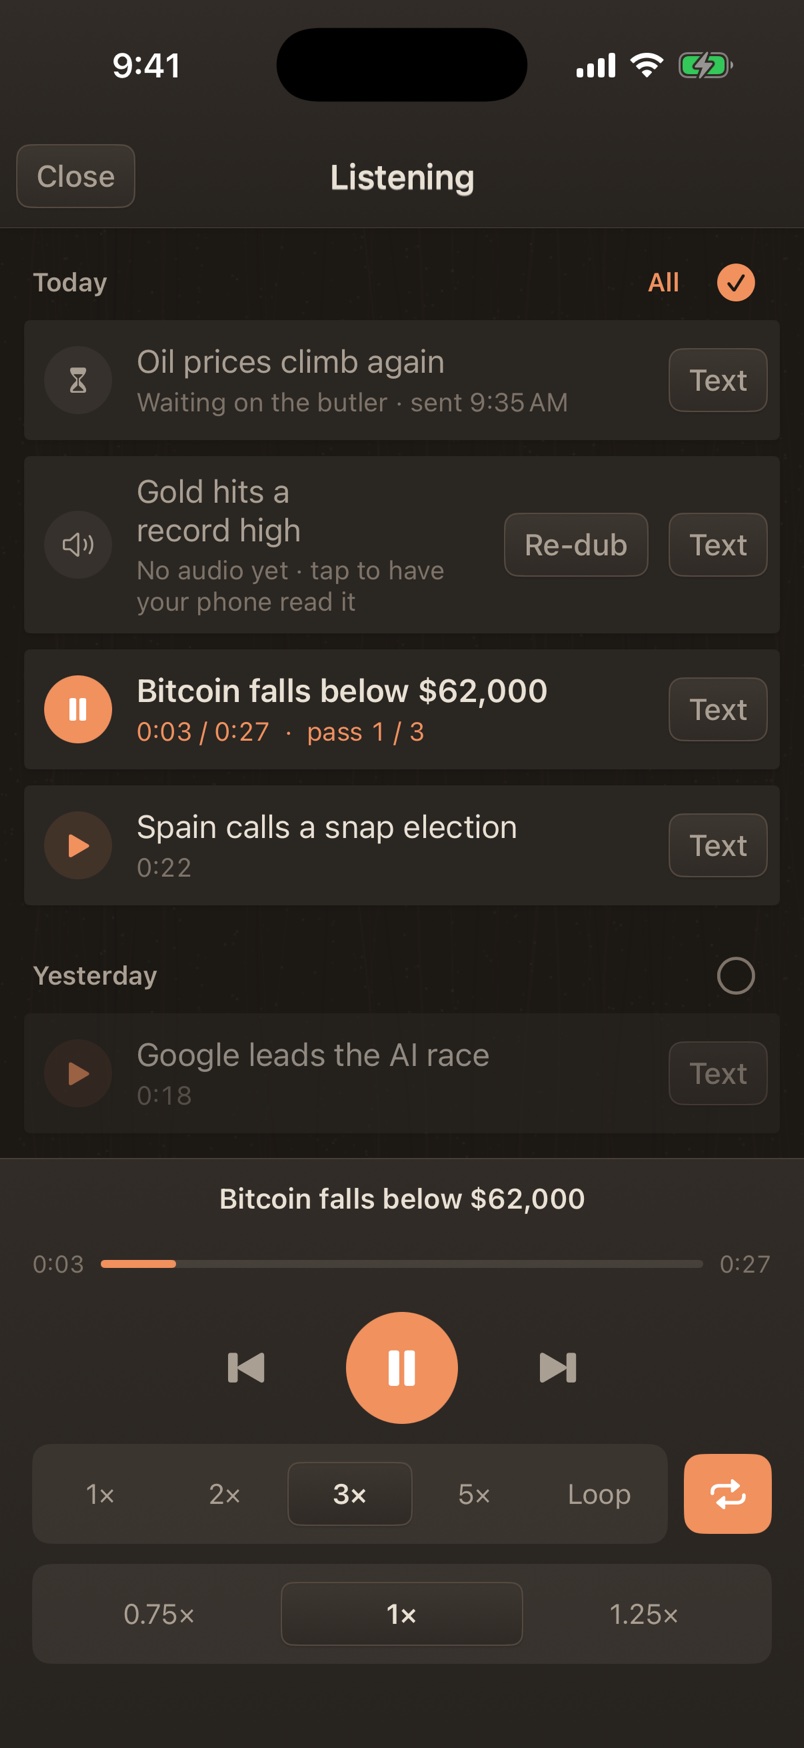 9:41
Close
Listening
Today
All
Oil prices climb again
Waiting on the butler · sent 9:35 AM
Text
Gold hits a
record high
No audio yet · tap to have
your phone read it
Re-dub
Text
Bitcoin falls below $62,000
0:03 / 0:27 · pass 1 / 3
Text
Spain calls a snap election
0:22
Text
Yesterday
Google leads the AI race
0:18
Text
Bitcoin falls below $62,000
0:03
0:27
1×
2×
3×
5×
Loop
0.75×
1×
1.25×